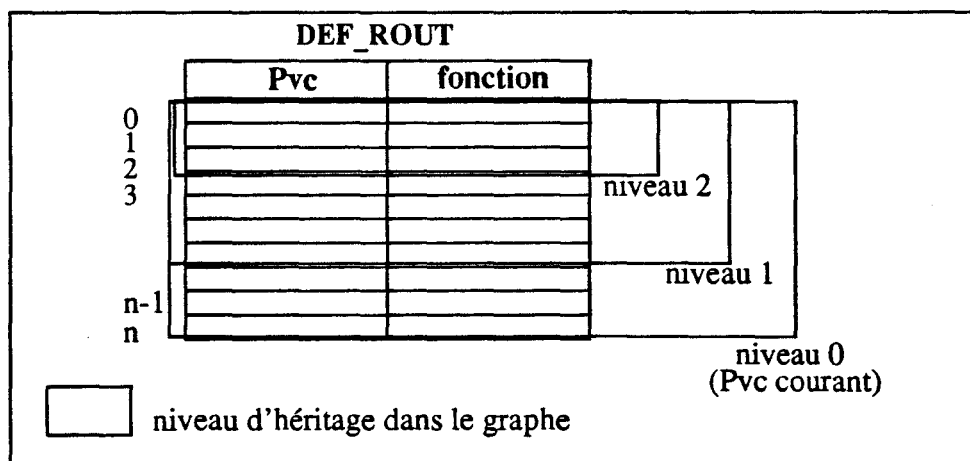 DEF_ROUT
Pvc fonction
0
1
2
3
niveau 2
niveau 1
n-1
n
niveau 0
(Pvc courant)
niveau d'héritage dans le graphe